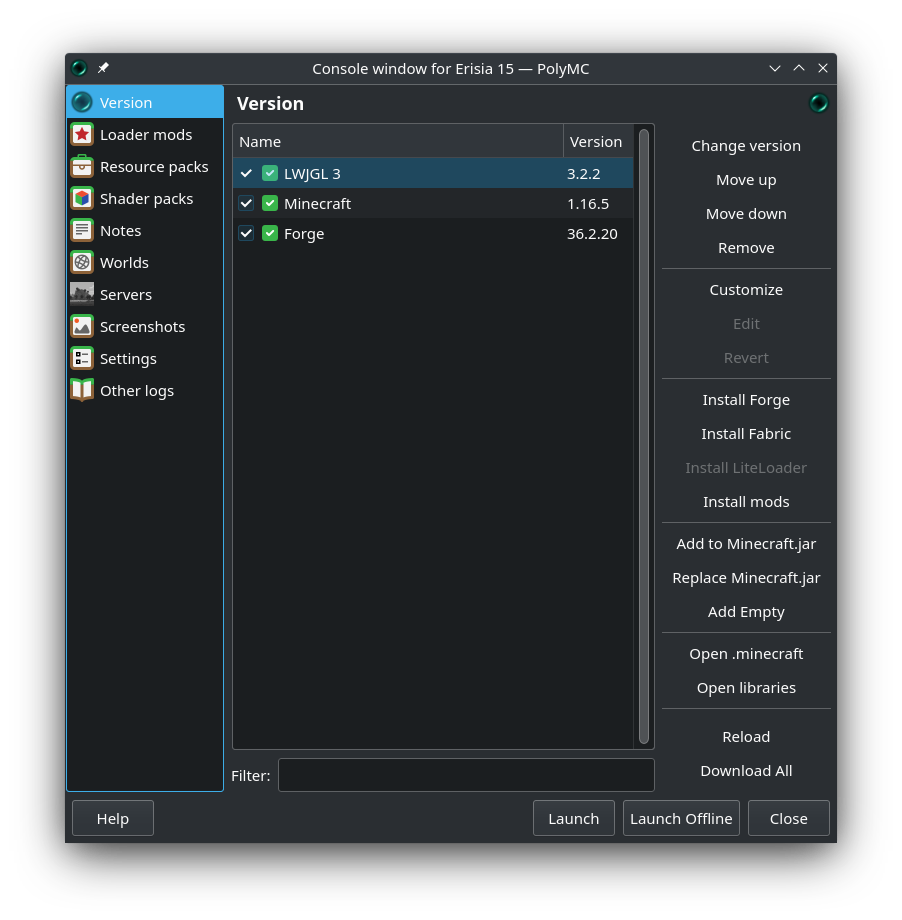 Console window for Erisia 15 — PolyMC
Version
Loader mods
Resource packs
Shader packs
Notes
Worlds
Servers
Screenshots
Settings
Other logs
Version
Name Version
LWJGL 3 3.2.2
Minecraft 1.16.5
Forge 36.2.20
Filter:
Change version
Move up
Move down
Remove
Customize
Edit
Revert
Install Forge
Install Fabric
Install LiteLoader
Install mods
Add to Minecraft.jar
Replace Minecraft.jar
Add Empty
Open .minecraft
Open libraries
Reload
Download All
Help Launch Launch Offline Close